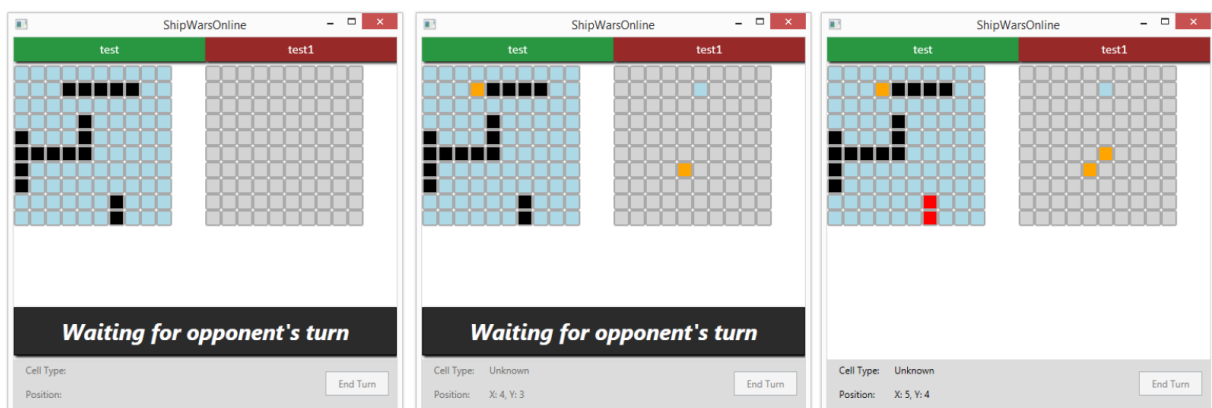 ShipWarsOnline
test test1
Waiting for opponent's turn
Cell Type:
Position:
End Turn
ShipWarsOnline
test test1
Waiting for opponent's turn
Cell Type: Unknown
Position: X: 4, Y: 3
End Turn
ShipWarsOnline
test test1
Cell Type: Unknown
Position: X: 5, Y: 4
End Turn